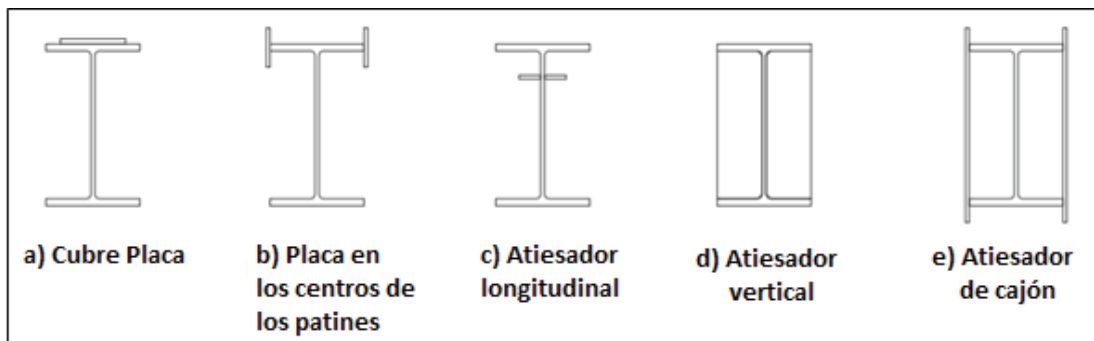 a) Cubre Placa
b) Placa en
los centros de
los patines
c) Atiesador
longitudinal
d) Atiesador
vertical
e) Atiesador
de cajón